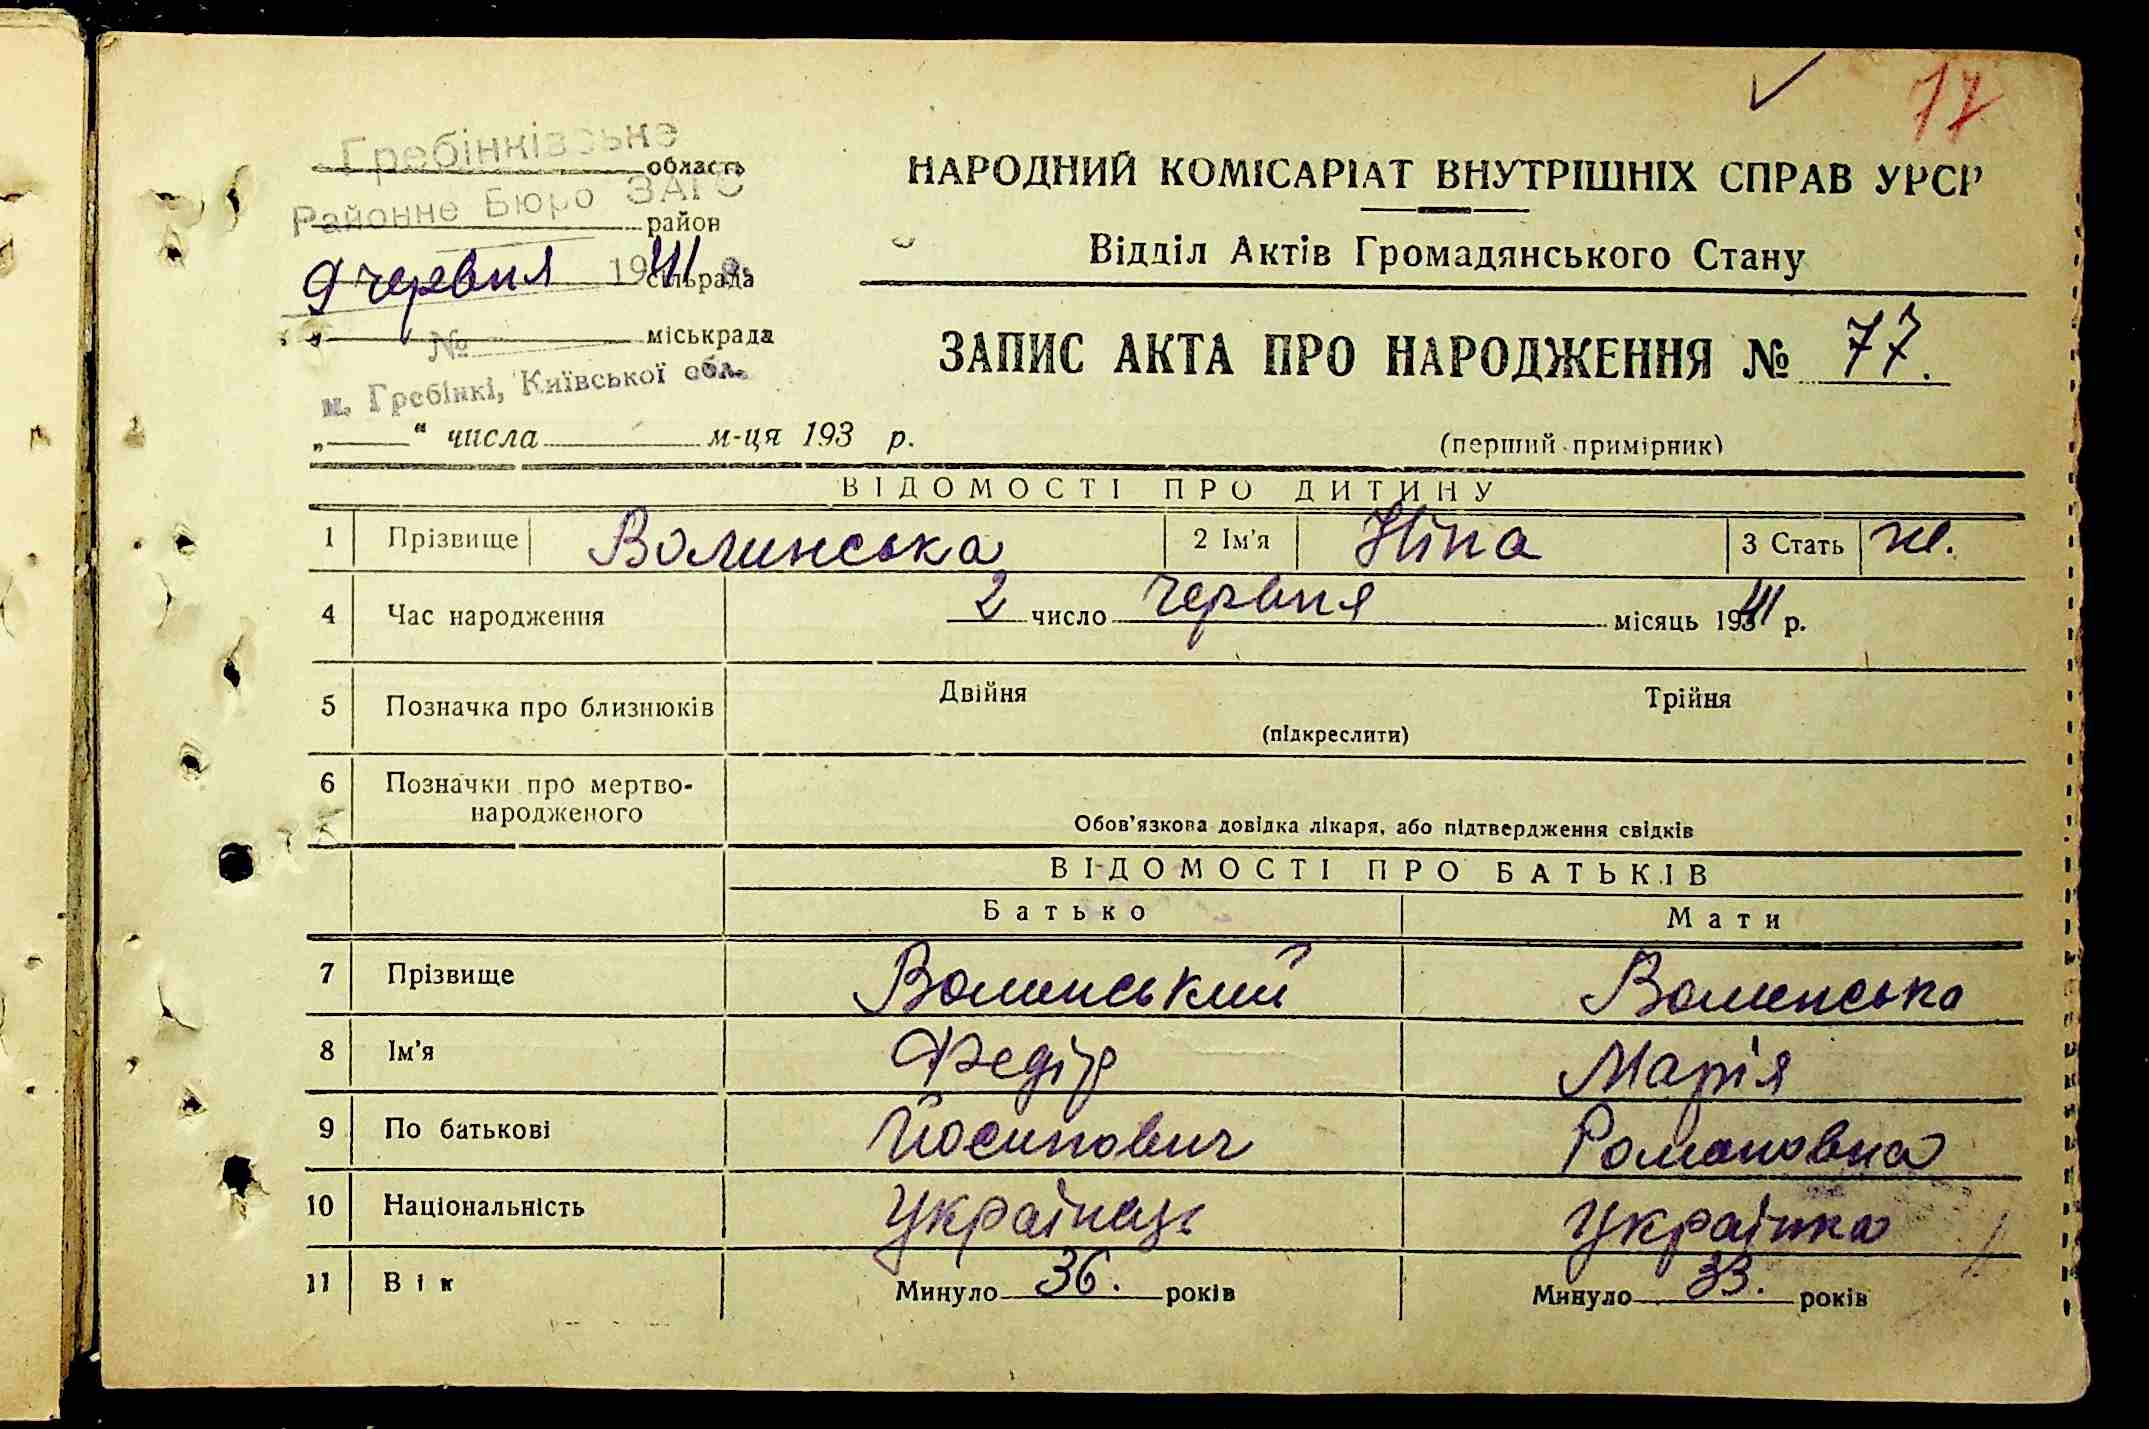 17
НАРОДНИЙ КОМІСАРІАТ ВНУТРІШНІХ СПРАВ УРСР
Відділ Актів Громадянського Стану
Гребінківське
область
Районне Бюро ЗАГС
район
9 червня 1941 р.
сільрада
міськрада
№
м. Гребінкі, Київської обл.
„ “ числа м-ця 193 р.
ЗАПИС АКТА ПРО НАРОДЖЕННЯ № 77.
(перший примірник)
ВІДОМОСТІ ПРО ДИТИНУ
1 Прізвище Волинська 2 Ім'я Ніна 3 Стать ж.
4 Час народження 2 число червня місяць 1941 р.
5 Позначка про близнюків Двійня Трійня
(підкреслити)
6 Позначки про мертво-
народженого
Обов'язкова довідка лікаря, або підтвердження свідків
ВІДОМОСТІ ПРО БАТЬКІВ
Батько Мати
7 Прізвище Волинський Волинська
8 Ім'я Федір Марія
9 По батькові Йосипович Романовна
10 Національність Українець Українка
11 Вік Минуло 36. років Минуло 33. років